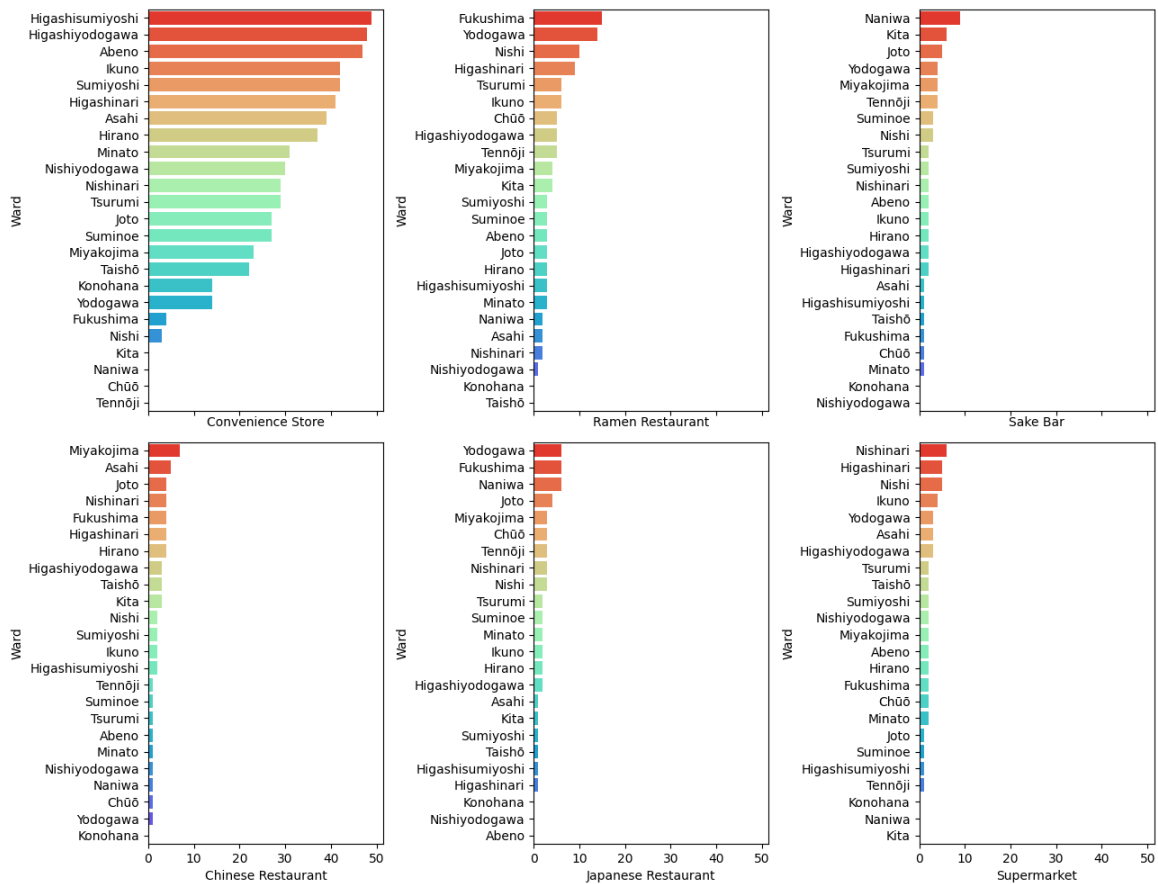 Ward
Higashisumiyoshi
Higashiyodogawa
Abeno
Ikuno
Sumiyoshi
Higashinari
Asahi
Hirano
Minato
Nishiyodogawa
Nishinari
Tsurumi
Joto
Suminoe
Miyakojima
Taishō
Konohana
Yodogawa
Fukushima
Nishi
Kita
Naniwa
Chūō
Tennōji
Convenience Store
Ward
Fukushima
Yodogawa
Nishi
Higashinari
Tsurumi
Ikuno
Chūō
Higashiyodogawa
Tennōji
Miyakojima
Kita
Sumiyoshi
Suminoe
Abeno
Joto
Hirano
Higashisumiyoshi
Minato
Naniwa
Asahi
Nishinari
Nishiyodogawa
Konohana
Taishō
Ramen Restaurant
Ward
Naniwa
Kita
Joto
Yodogawa
Miyakojima
Tennōji
Suminoe
Nishi
Tsurumi
Sumiyoshi
Nishinari
Abeno
Ikuno
Hirano
Higashiyodogawa
Higashinari
Asahi
Higashisumiyoshi
Taishō
Fukushima
Chūō
Minato
Konohana
Nishiyodogawa
Sake Bar
Ward
Miyakojima
Asahi
Joto
Nishinari
Fukushima
Higashinari
Hirano
Higashiyodogawa
Taishō
Kita
Nishi
Sumiyoshi
Ikuno
Higashisumiyoshi
Tennōji
Suminoe
Tsurumi
Abeno
Minato
Nishiyodogawa
Naniwa
Chūō
Yodogawa
Konohana
0 10 20 30 40 50
Chinese Restaurant
Ward
Yodogawa
Fukushima
Naniwa
Joto
Miyakojima
Chūō
Tennōji
Nishinari
Nishi
Tsurumi
Suminoe
Minato
Ikuno
Hirano
Higashiyodogawa
Asahi
Kita
Sumiyoshi
Taishō
Higashisumiyoshi
Higashinari
Konohana
Nishiyodogawa
Abeno
0 10 20 30 40 50
Japanese Restaurant
Ward
Nishinari
Higashinari
Nishi
Ikuno
Yodogawa
Asahi
Higashiyodogawa
Tsurumi
Taishō
Sumiyoshi
Nishiyodogawa
Miyakojima
Abeno
Hirano
Fukushima
Chūō
Minato
Joto
Suminoe
Higashisumiyoshi
Tennōji
Konohana
Naniwa
Kita
0 10 20 30 40 50
Supermarket